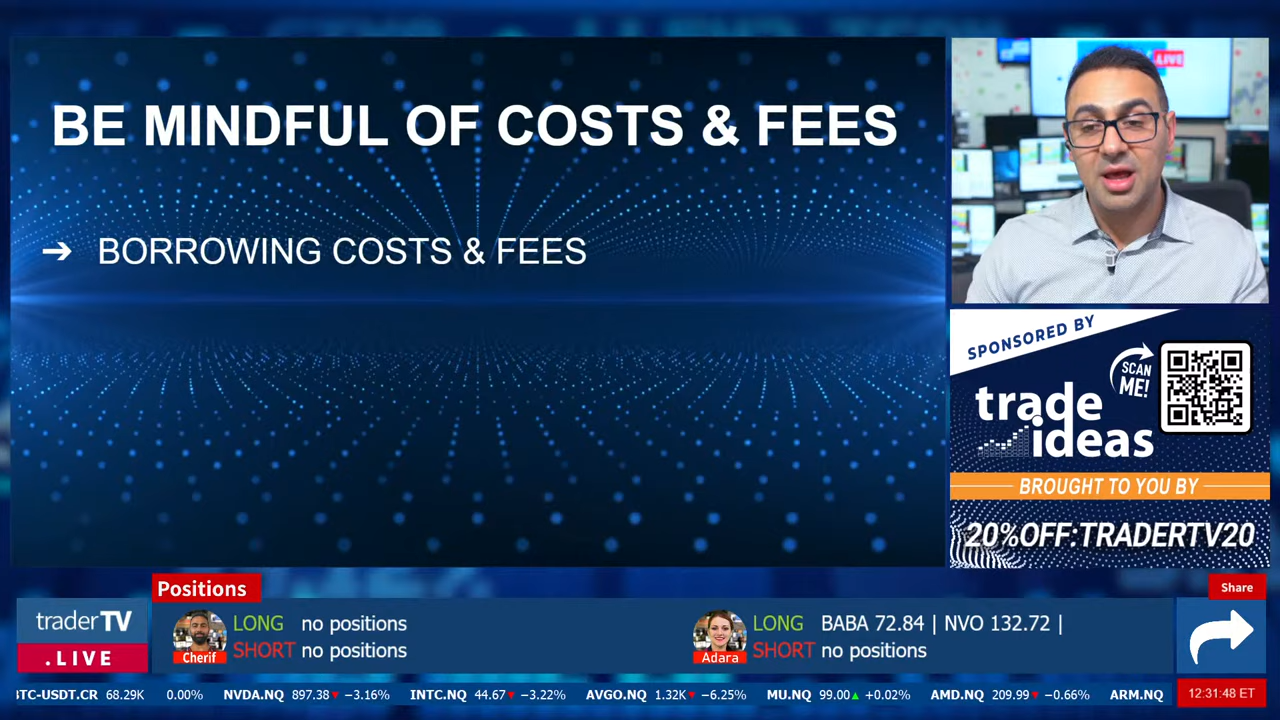 BE MINDFUL OF COSTS & FEES
➔ BORROWING COSTS & FEES
.LIVE
SPONSORED BY
SCAN
ME!
trade
ideas
BROUGHT TO YOU BY
20%OFF:TRADERTV20
Positions
Share
traderTV
.LIVE
Cherif
LONG no positions
SHORT no positions
Adara
LONG BABA 72.84 | NVO 132.72 |
SHORT no positions
BTC-USDT.CR 68.29K 0.00% NVDA.NQ 897.38▼ −3.16% INTC.NQ 44.67▼ −3.22% AVGO.NQ 1.32K▼ −6.25% MU.NQ 99.00▲ +0.02% AMD.NQ 209.99▼ −0.66% ARM.NQ
12:31:48 ET